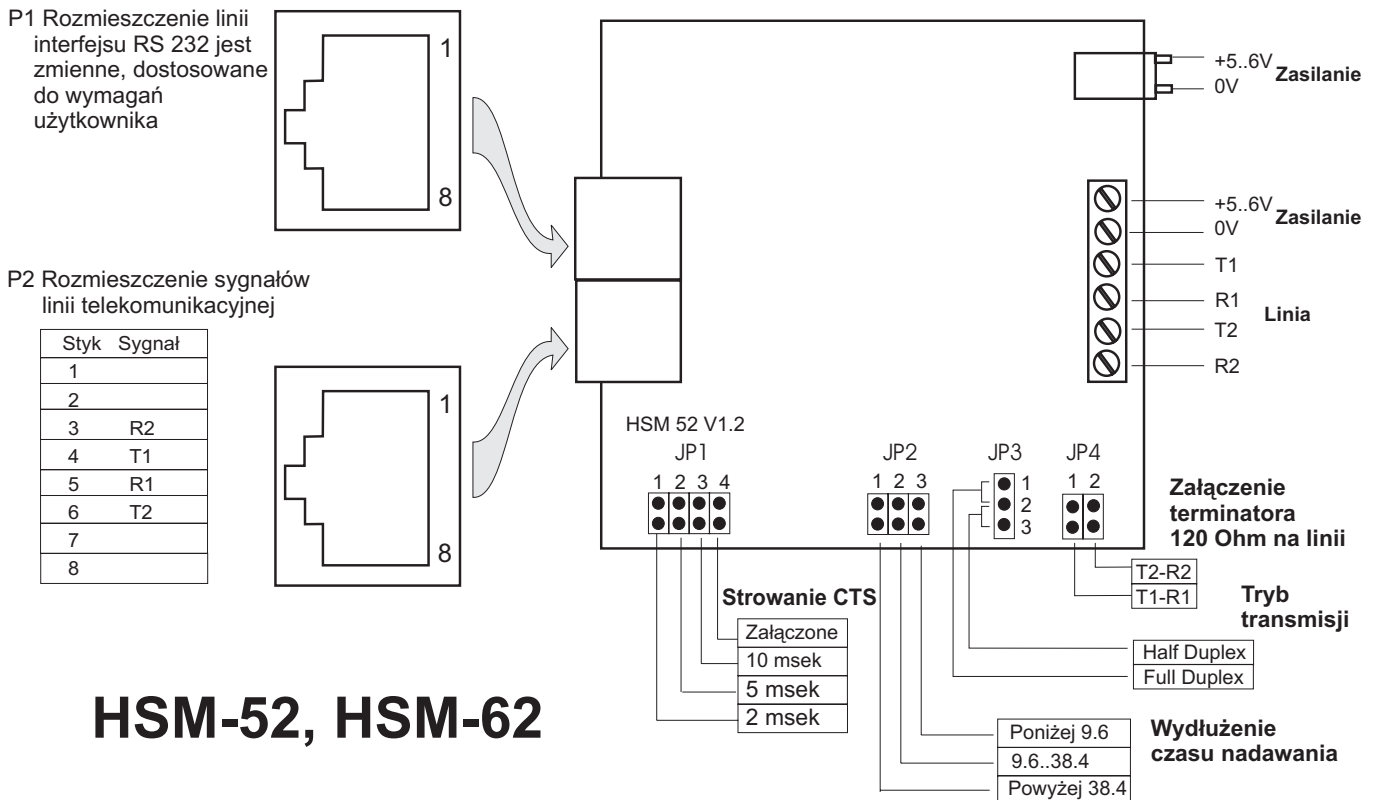 P1 Rozmieszczenie linii
interfejsu RS 232 jest
zmienne, dostosowane
do wymagań
użytkownika
1
8
P2 Rozmieszczenie sygnałów
linii telekomunikacyjnej
Styk Sygnał
1
2
3 R2
4 T1
5 R1
6 T2
7
8
1
8
+5..6V
0V
Zasilanie
+5..6V
0V
Zasilanie
T1
R1
T2
R2
Linia
HSM 52 V1.2
JP1
1 2 3 4
JP2
1 2 3
JP3
1
2
3
JP4
1 2
Załączenie
terminatora
120 Ohm na linii
T2-R2
T1-R1
Tryb
transmisji
Half Duplex
Full Duplex
Strowanie CTS
Załączone
10 msek
5 msek
2 msek
Poniżej 9.6
9.6..38.4
Powyżej 38.4
Wydłużenie
czasu nadawania
HSM-52, HSM-62